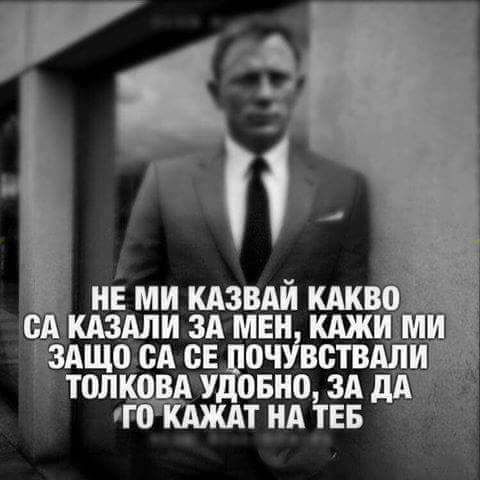 НЕ МИ КАЗВАЙ КАКВО
СА КАЗАЛИ ЗА МЕН, КАЖИ МИ
ЗАЩО СА СЕ ПОЧУВСТВАЛИ
ТОЛКОВА УДОБНО, ЗА ДА
ГО КАЖАТ НА ТЕБ